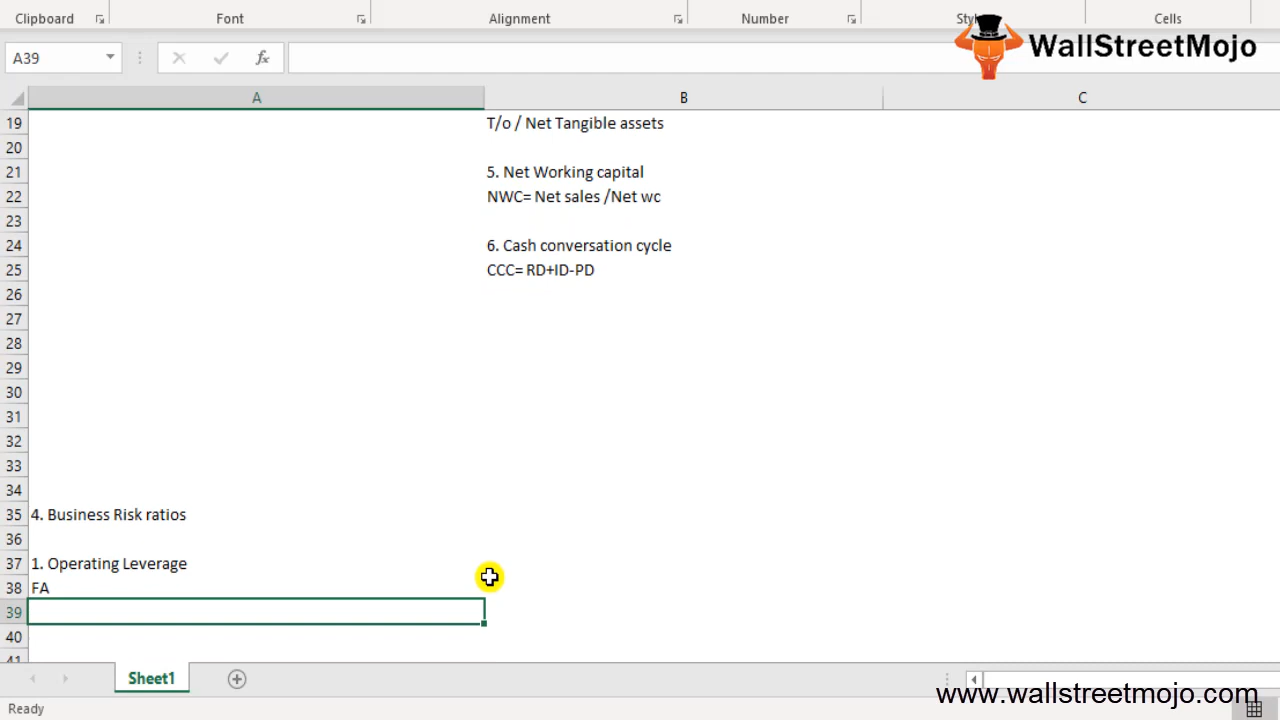 Clipboard Font Alignment Number Cells
WallStreetMojo
A39 fx
A B C
19 T/o / Net Tangible assets
20
21 5. Net Working capital
22 NWC= Net sales /Net wc
23
24 6. Cash conversation cycle
25 CCC= RD+ID-PD
26
27
28
29
30
31
32
33
34
35 4. Business Risk ratios
36
37 1. Operating Leverage
38 FA
39
40
41
Sheet1
www.wallstreetmojo.com
Ready